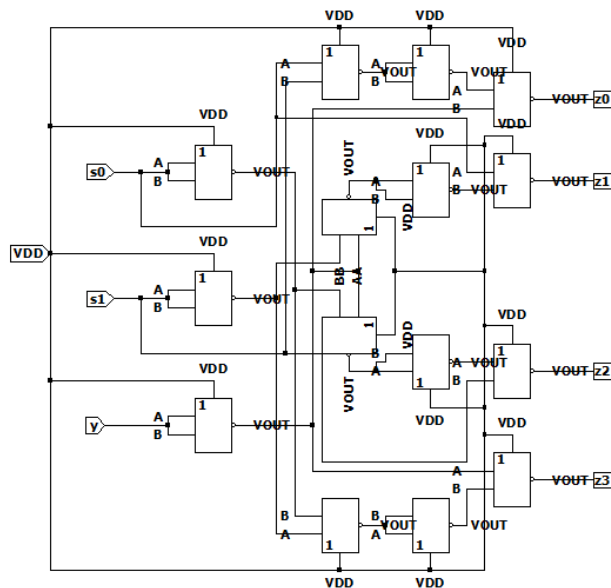 VDD VDD VDD
A 1 A 1 1
VOUT VOUT
B B A
B VOUT z0
VDD
VDD VDD
s0 A 1 VOUT
B VOUT A 1 A 1
B B VOUT z1
1 VDD
VDD
VDD
BB AA
s1 A 1 VOUT
B 1 VDD VDD
B A 1
A VOUT
VOUT B VOUT z2
VDD 1
y A 1 VOUT VDD VDD
B A 1
B VOUT z3
B A
VOUT VOUT
A 1 B 1
VDD VDD